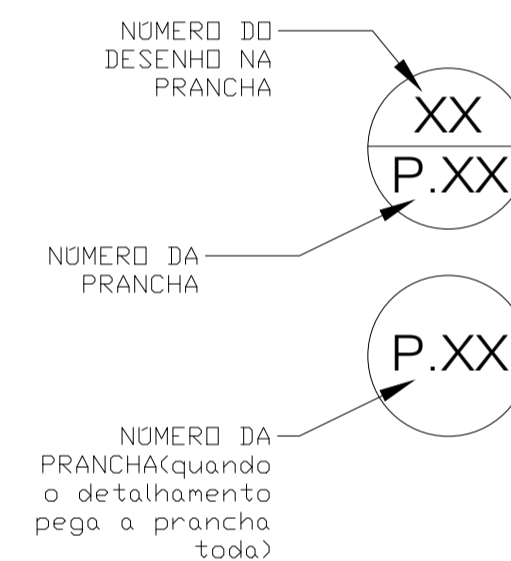 NÚMERO DO
DESENHO NA
PRANCHA
XX
P.XX
NÚMERO DA
PRANCHA
P.XX
NÚMERO DA
PRANCHA(quando
o detalhamento
pega a prancha
toda)